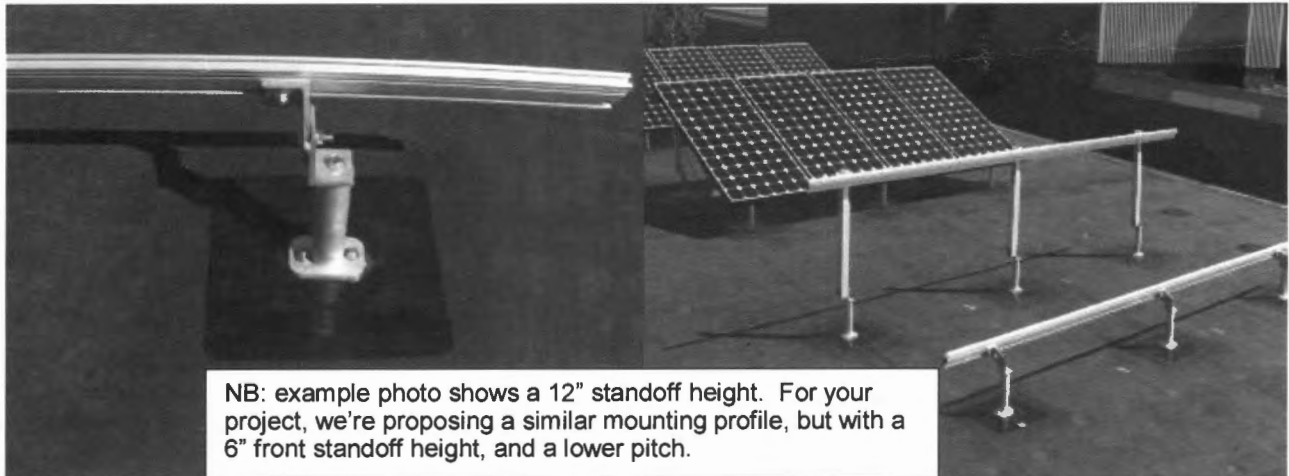 NB: example photo shows a 12” standoff height.  For your
project, we’re proposing a similar mounting profile, but with a
6” front standoff height, and a lower pitch.